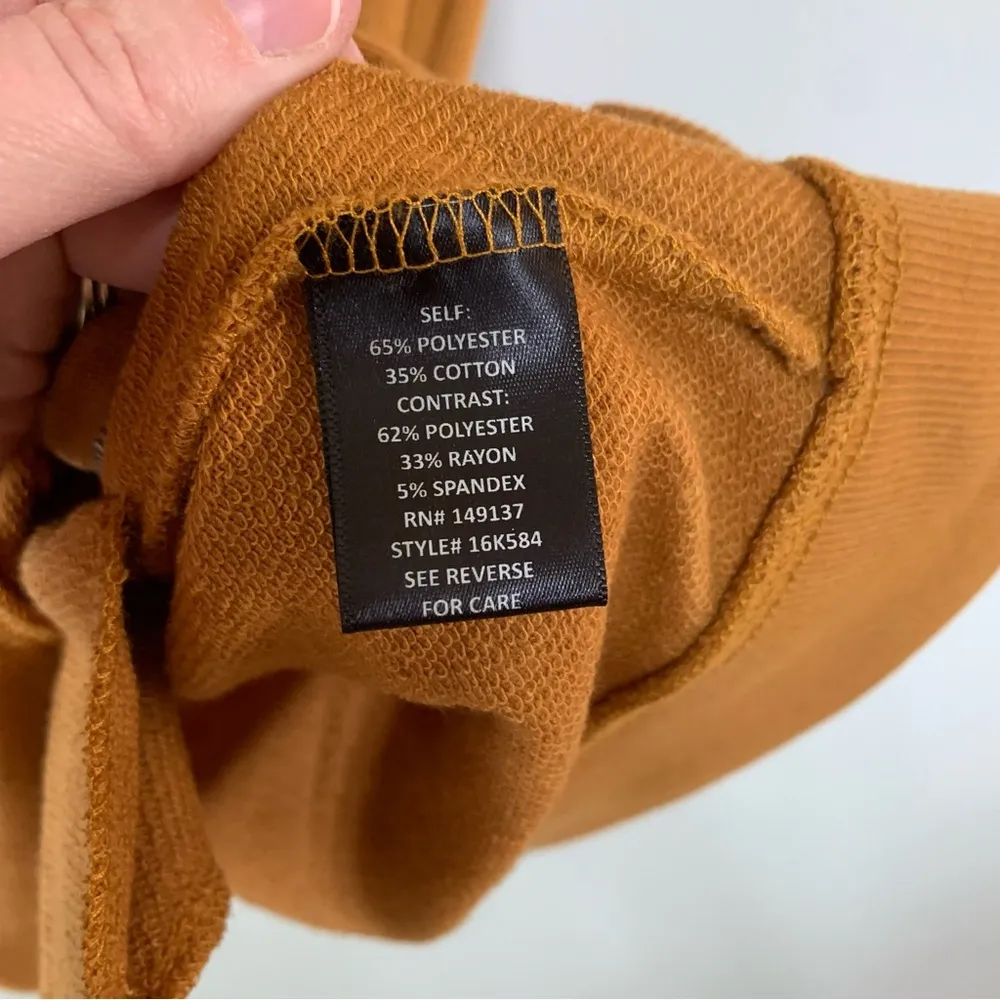 SELF:
65% POLYESTER
35% COTTON
CONTRAST:
62% POLYESTER
33% RAYON
5% SPANDEX
RN# 149137
STYLE# 16K584
SEE REVERSE
FOR CARE